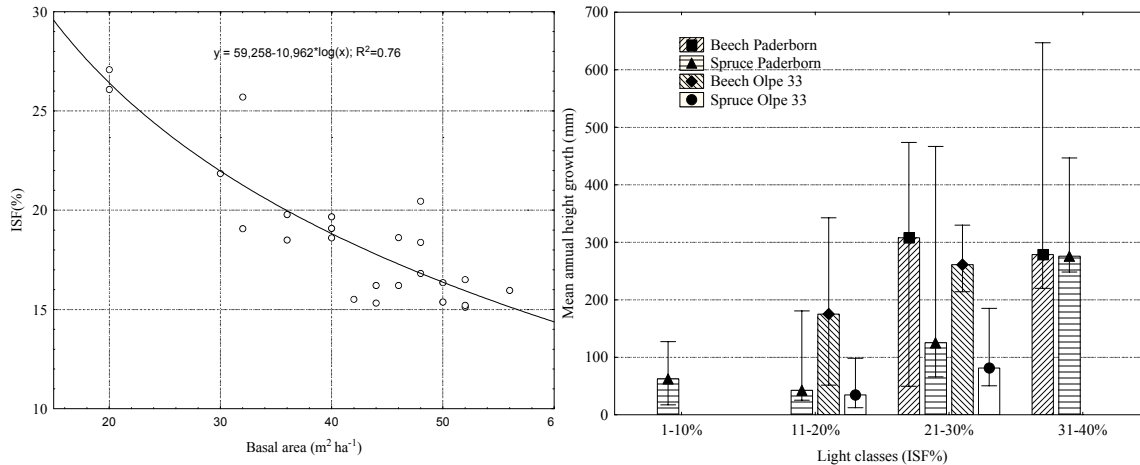 30
25
20
15
10
ISF(%)
y = 59,258-10,962*log(x); R²=0.76
20 30 40 50 6
Basal area (m² ha⁻¹)
700
600
500
400
300
200
100
0
Mean annual height growth (mm)
Beech Paderborn
Spruce Paderborn
Beech Olpe 33
Spruce Olpe 33
1-10% 11-20% 21-30% 31-40%
Light classes (ISF%)